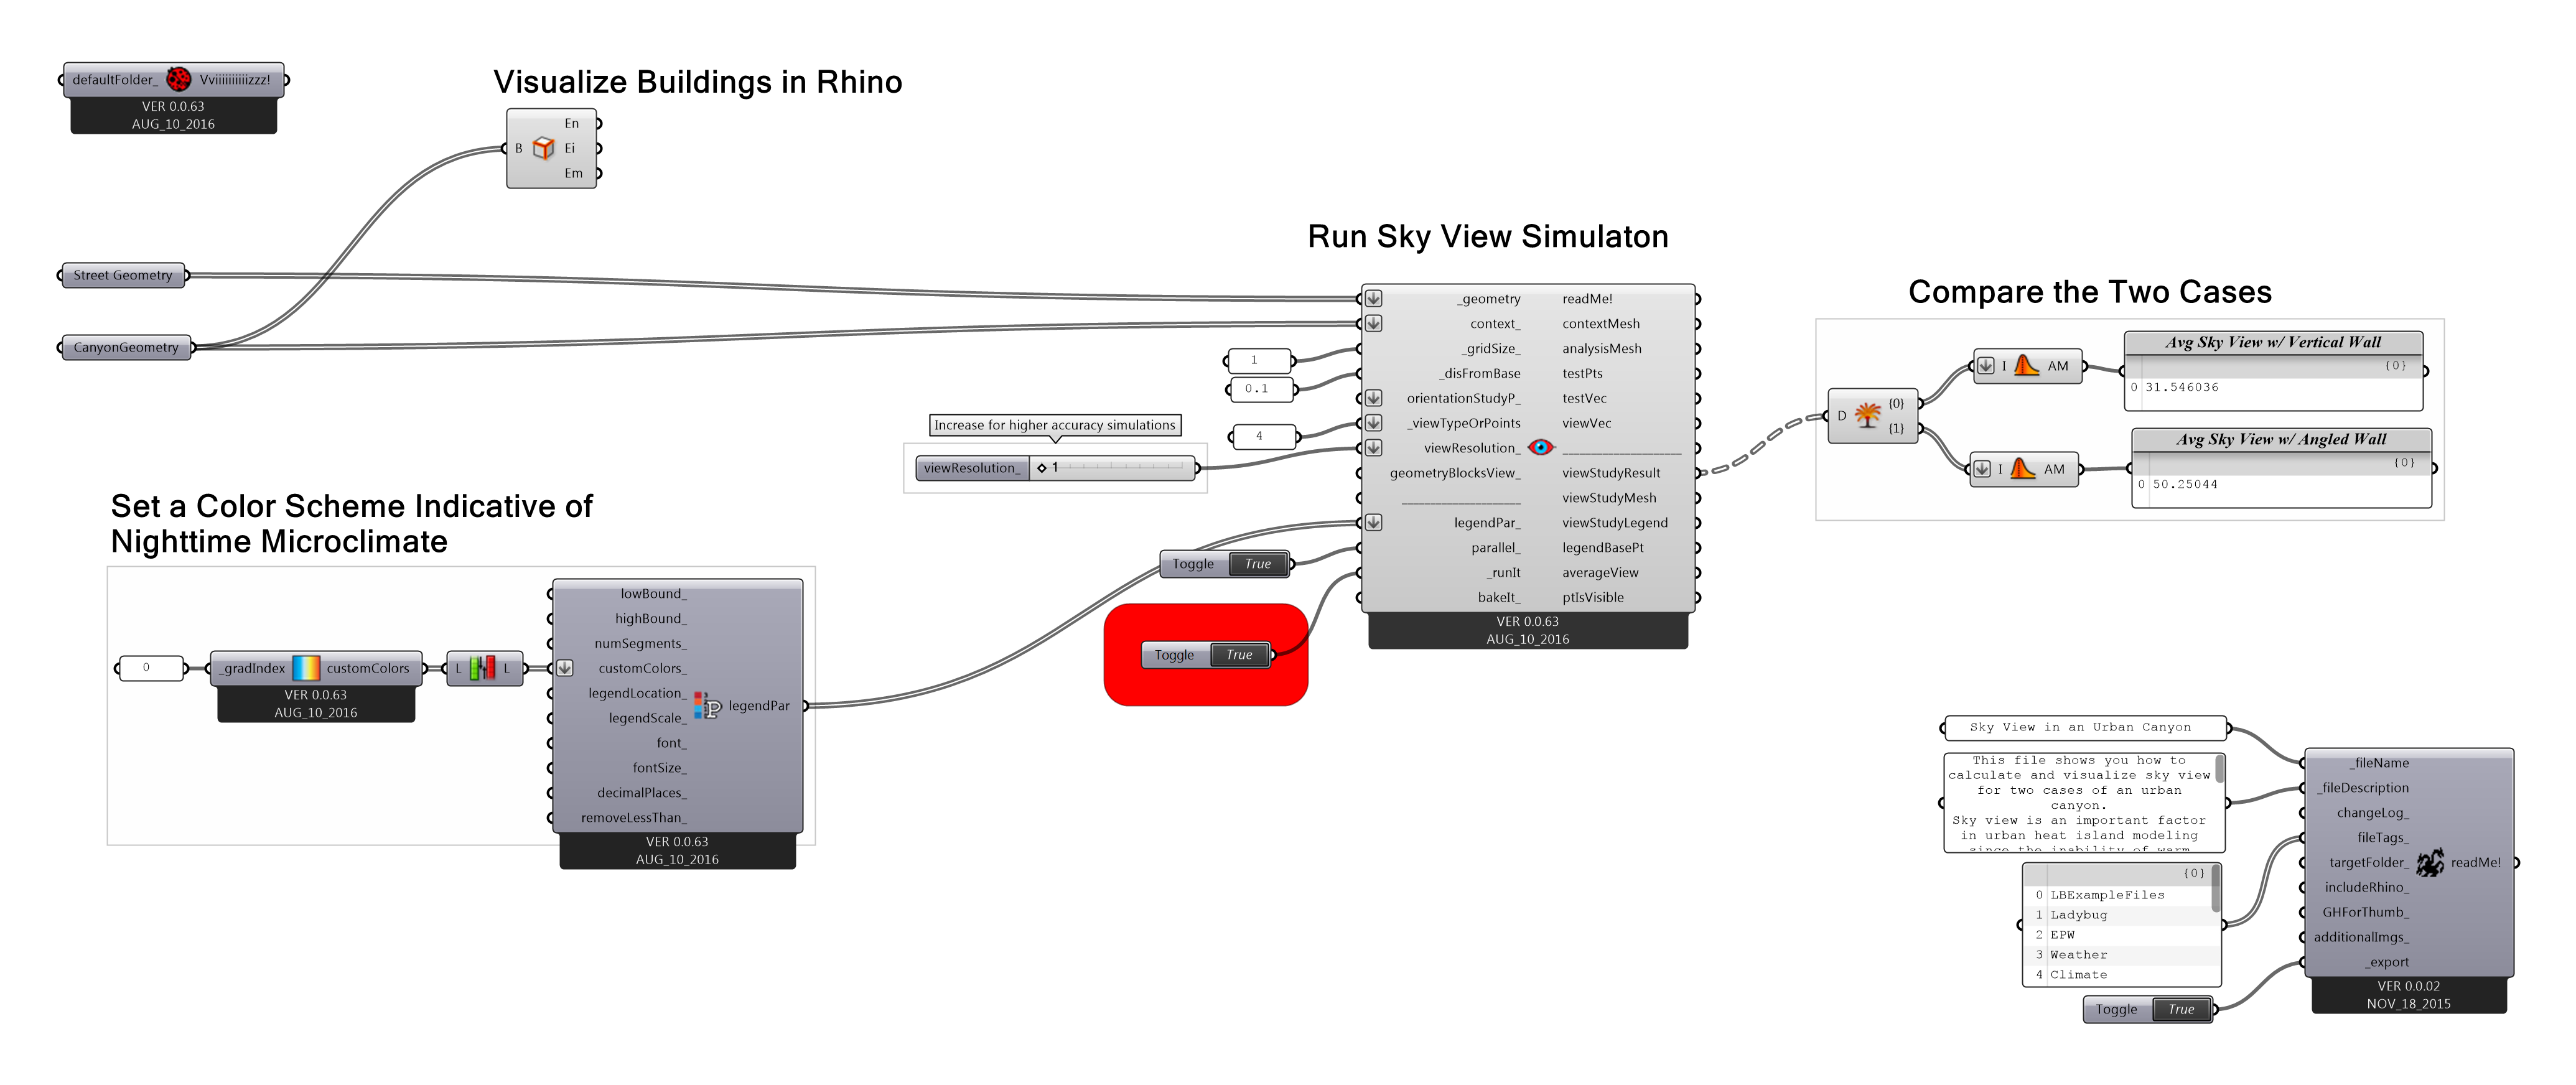 defaultFolder_ Vviiiiiiiiiizzz!
VER 0.0.63
AUG_10_2016
Visualize Buildings in Rhino
En
B Ei
Em
Street Geometry
CanyonGeometry
Run Sky View Simulaton
_geometry readMe!
context_ contextMesh
_gridSize_ analysisMesh
_disFromBase testPts
orientationStudyP_ testVec
_viewTypeOrPoints viewVec
viewResolution_ ____________________
geometryBlocksView_ viewStudyResult
____________________ viewStudyMesh
legendPar_ viewStudyLegend
parallel_ legendBasePt
_runIt averageView
bakeIt_ ptIsVisible
VER 0.0.63
AUG_10_2016
1
0.1
4
Increase for higher accuracy simulations
viewResolution_ 1
Toggle True
Toggle True
Compare the Two Cases
D {0}
{1}
I AM
I AM
Avg Sky View w/ Vertical Wall
{0}
0 31.546036
Avg Sky View w/ Angled Wall
{0}
0 50.25044
Set a Color Scheme Indicative of
Nighttime Microclimate
0
_gradIndex customColors
VER 0.0.63
AUG_10_2016
L L
lowBound_
highBound_
numSegments_
customColors_
legendLocation_
legendScale_
font_
fontSize_
decimalPlaces_
removeLessThan_
legendPar
VER 0.0.63
AUG_10_2016
Sky View in an Urban Canyon
This file shows you how to
calculate and visualize sky view
for two cases of an urban
canyon.
Sky view is an important factor
in urban heat island modeling
since the inability of warm
{0}
0 LBExampleFiles
1 Ladybug
2 EPW
3 Weather
4 Climate
Toggle True
_fileName
_fileDescription
changeLog_
fileTags_
targetFolder_ readMe!
includeRhino_
GHForThumb_
additionalImgs_
_export
VER 0.0.02
NOV_18_2015